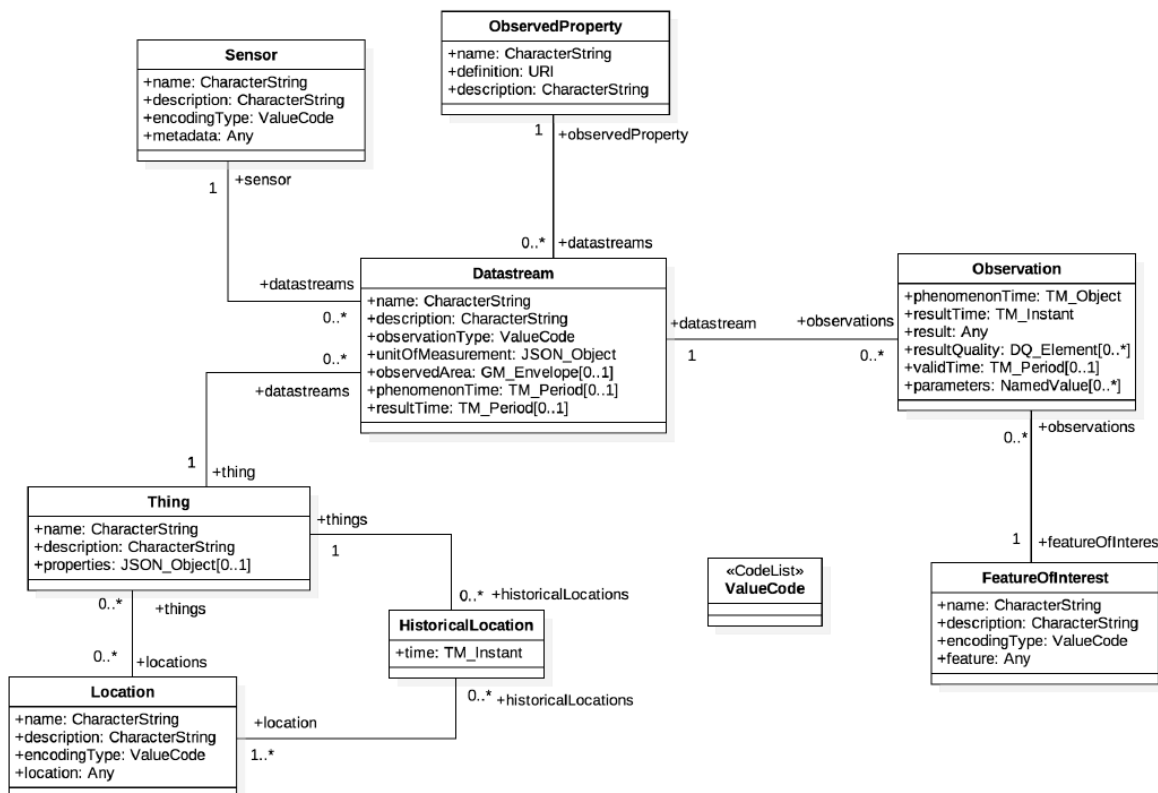 ObservedProperty
+name: CharacterString
+definition: URI
+description: CharacterString
Sensor
+name: CharacterString
+description: CharacterString
+encodingType: ValueCode
+metadata: Any
1
+observedProperty
1
+sensor
0..*
+datastreams
Datastream
+name: CharacterString
+description: CharacterString
+observationType: ValueCode
+unitOfMeasurement: JSON_Object
+observedArea: GM_Envelope[0..1]
+phenomenonTime: TM_Period[0..1]
+resultTime: TM_Period[0..1]
+datastreams
0..*
0..*
+datastreams
+datastream
1
+observations
0..*
Observation
+phenomenonTime: TM_Object
+resultTime: TM_Instant
+result: Any
+resultQuality: DQ_Element[0..*]
+validTime: TM_Period[0..1]
+parameters: NamedValue[0..*]
0..*
+observations
1
+thing
Thing
+name: CharacterString
+description: CharacterString
+properties: JSON_Object[0..1]
+things
1
1
+featureOfInteres
«CodeList»
ValueCode
FeatureOfInterest
+name: CharacterString
+description: CharacterString
+encodingType: ValueCode
+feature: Any
0..*
+things
0..*
+historicalLocations
HistoricalLocation
+time: TM_Instant
0..*
+locations
0..*
+historicalLocations
Location
+name: CharacterString
+description: CharacterString
+encodingType: ValueCode
+location: Any
+location
1..*